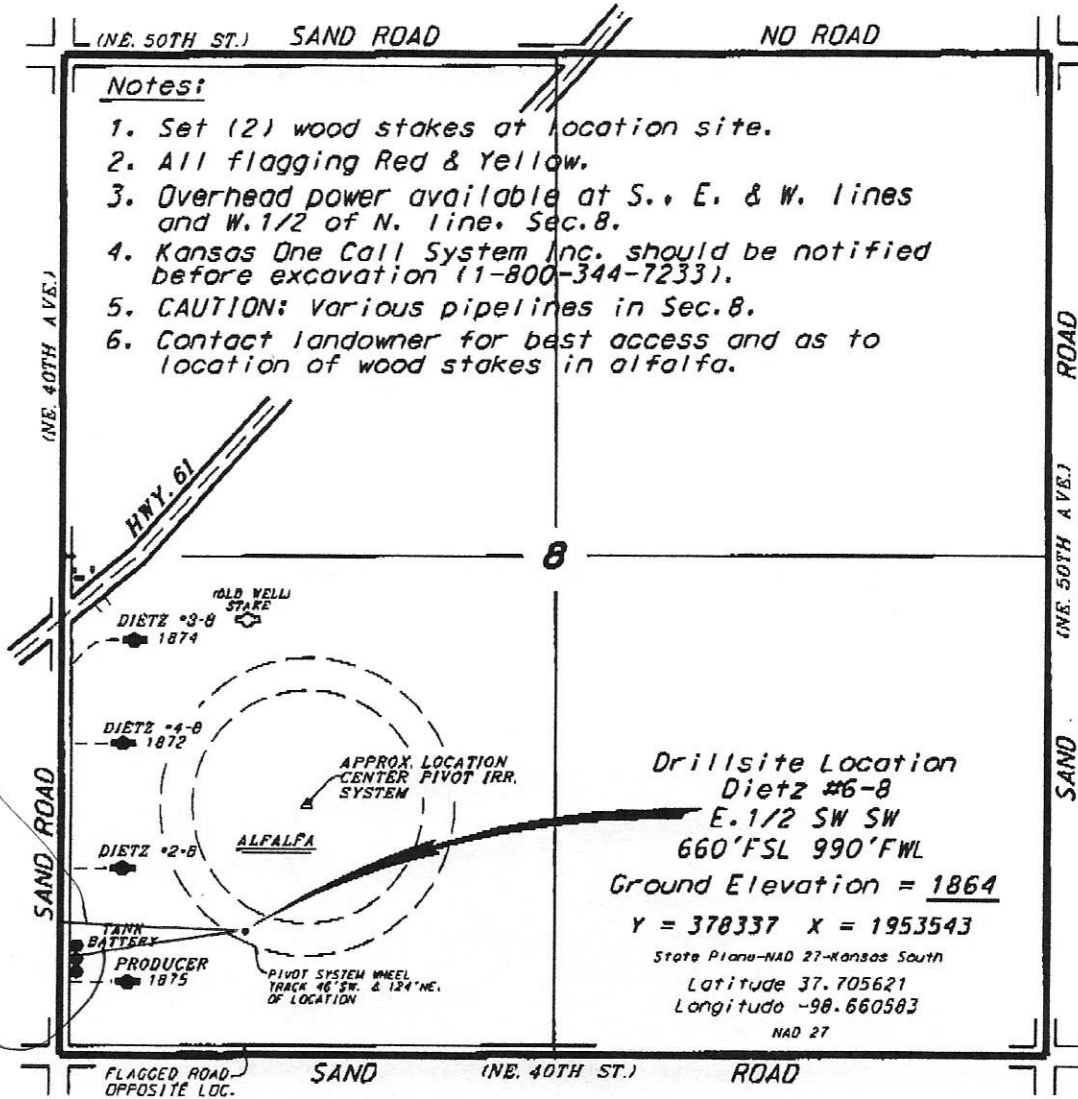 (NE. 50TH ST.) SAND ROAD NO ROAD
Notes:
1. Set (2) wood stakes at location site.
2. All flagging Red & Yellow.
3. Overhead power available at S., E. & W. lines
and W.1/2 of N. line. Sec.8.
4. Kansas One Call System Inc. should be notified
before excavation (1-800-344-7233).
5. CAUTION: Various pipelines in Sec.8.
6. Contact landowner for best access and as to
location of wood stakes in alfalfa.
(NE. 40TH AVE.)
ROAD
HWY. 61
8
(NE. 50TH AVE.)
(OLD WELL)
STAKE
DIETZ #3-8
1874
DIETZ #4-8
1872
APPROX. LOCATION
CENTER PIVOT IRR.
SYSTEM
ALFALFA
DIETZ #2-8
SAND ROAD
SAND
Drillsite Location
Dietz #6-8
E.1/2 SW SW
660'FSL 990'FWL
Ground Elevation = 1864
Y = 378337 X = 1953543
State Plane-NAD 27-Kansas South
Latitude 37.705621
Longitude -98.660583
NAD 27
TANK
BATTERY
PRODUCER
1875
PIVOT SYSTEM WHEEL
TRACK 46'SW. & 124'NE.
OF LOCATION
FLAGGED ROAD
OPPOSITE LOC.
SAND (NE. 40TH ST.) ROAD